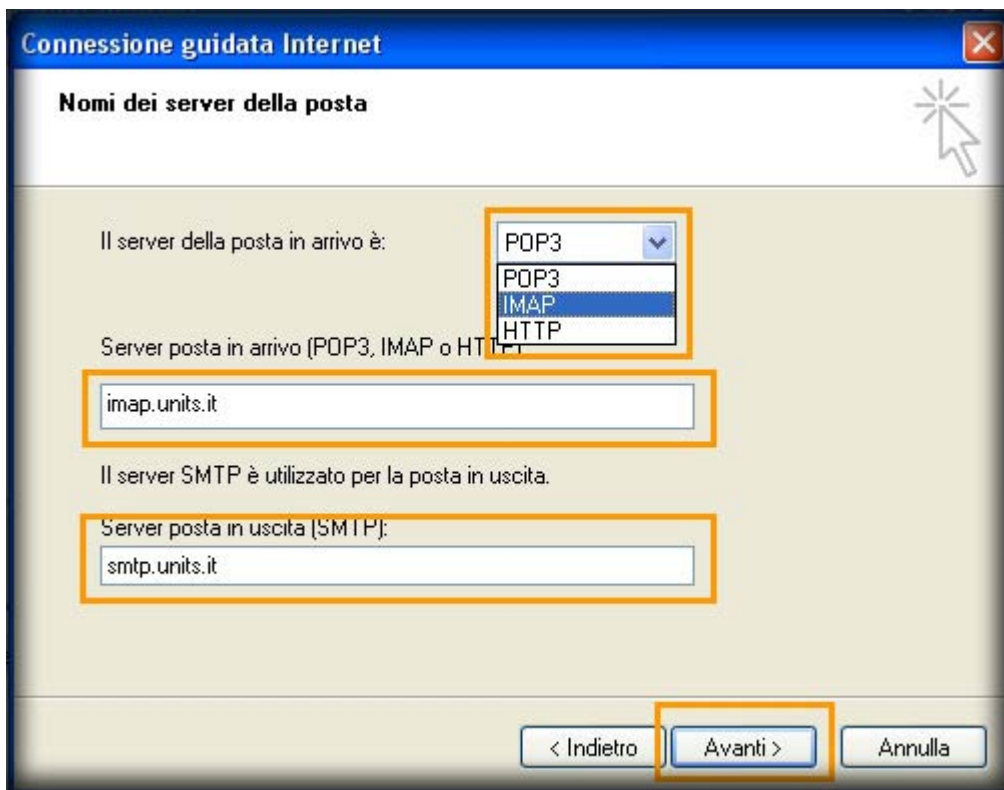 Connessione guidata Internet
Nomi dei server della posta
Il server della posta in arrivo è:
POP3
POP3
IMAP
HTTP
Server posta in arrivo (POP3, IMAP o HTTP)
imap.units.it
Il server SMTP è utilizzato per la posta in uscita.
Server posta in uscita (SMTP):
smtp.units.it
< Indietro
Avanti >
Annulla